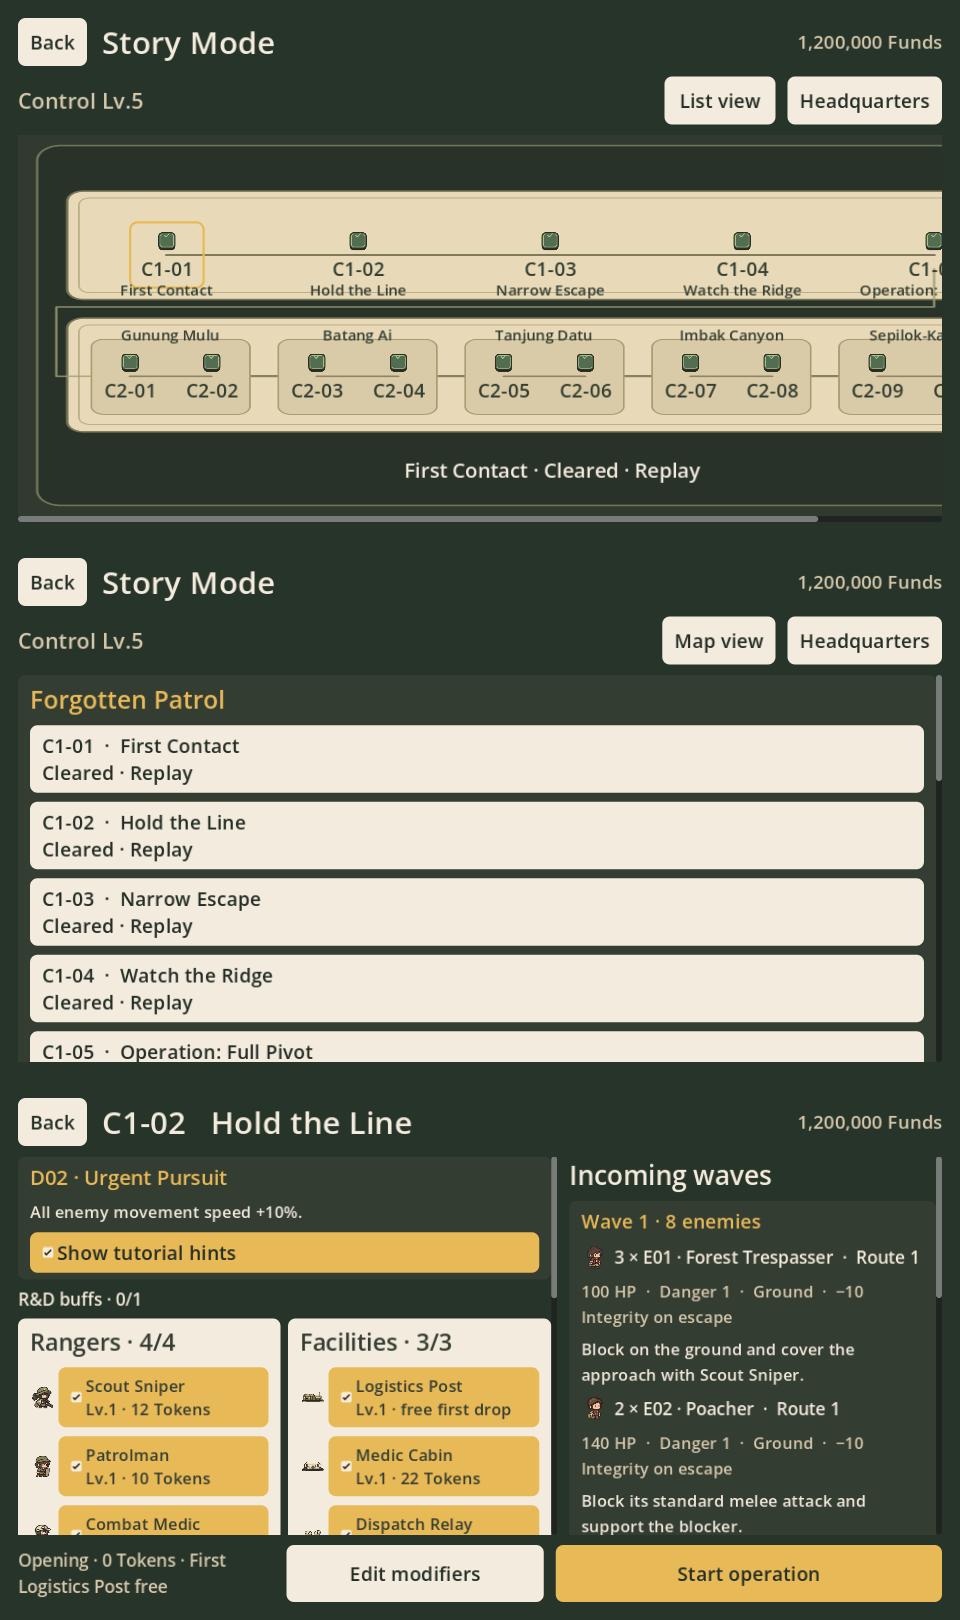 Back
Story Mode
1,200,000 Funds
Control Lv.5
List view
Headquarters
C1-01
C1-02
C1-03
C1-04
First Contact
Hold the Line
Narrow Escape
Watch the Ridge
Operation:
Gunung Mulu
Batang Ai
Tanjung Datu
Imbak Canyon
C2-01
C2-02
C2-03
C2-04
C2-05
C2-06
C2-07
C2-08
C2-09
First Contact · Cleared · Replay
Back
Story Mode
1,200,000 Funds
Control Lv.5
Map view
Headquarters
Forgotten Patrol
C1-01 · First Contact
Cleared · Replay
C1-02 · Hold the Line
Cleared · Replay
C1-03 · Narrow Escape
Cleared · Replay
C1-04 · Watch the Ridge
Cleared · Replay
C1-05 · Operation: Full Pivot
Back
C1-02 Hold the Line
1,200,000 Funds
D02 · Urgent Pursuit
All enemy movement speed +10%.
Show tutorial hints
R&D buffs · 0/1
Rangers · 4/4
Scout Sniper
Lv.1 · 12 Tokens
Patrolman
Lv.1 · 10 Tokens
Combat Medic
Facilities · 3/3
Logistics Post
Lv.1 · free first drop
Medic Cabin
Lv.1 · 22 Tokens
Dispatch Relay
Incoming waves
Wave 1 · 8 enemies
3 × E01 · Forest Trespasser · Route 1
100 HP · Danger 1 · Ground · −10
Integrity on escape
Block on the ground and cover the
approach with Scout Sniper.
2 × E02 · Poacher · Route 1
140 HP · Danger 1 · Ground · −10
Integrity on escape
Block its standard melee attack and
support the blocker.
Opening · 0 Tokens · First
Logistics Post free
Edit modifiers
Start operation